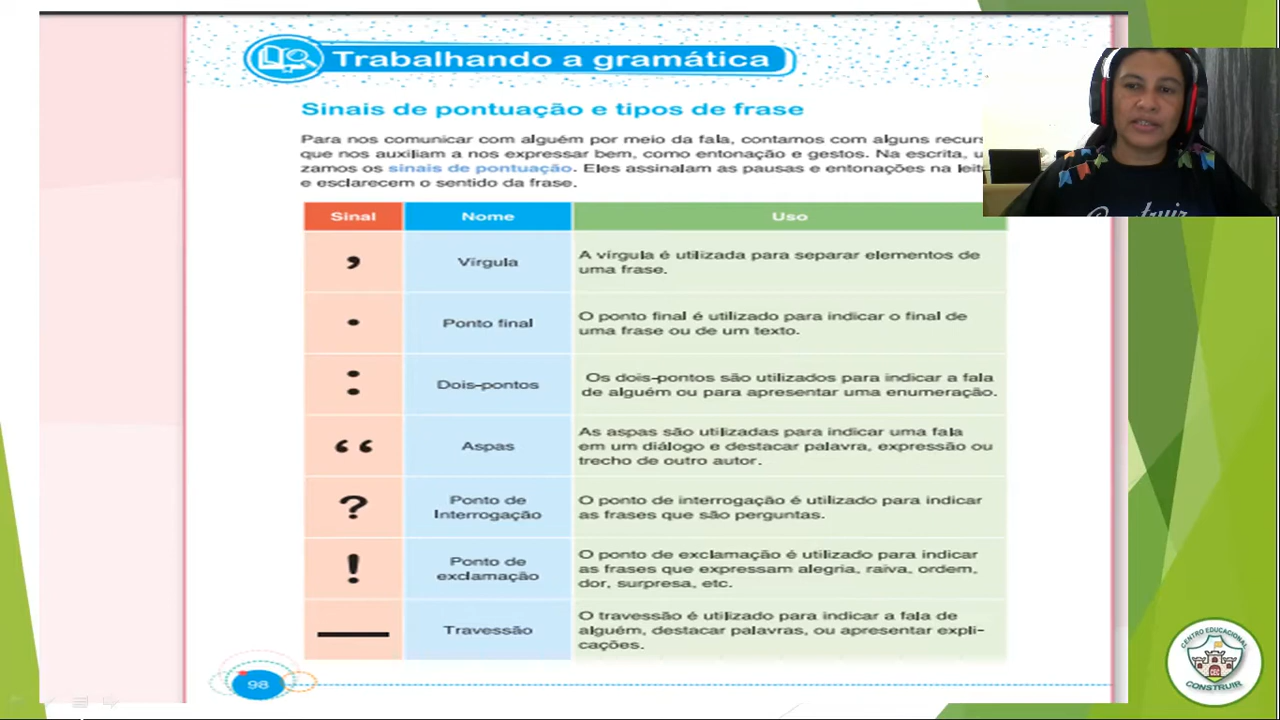 Trabalhando a gramática
Sinais de pontuação e tipos de frase
Para nos comunicar com alguém por meio da fala, contamos com alguns
que nos auxiliam a nos expressar bem, como entonação e gestos. Na escrita,
zamos os sinais de pontuação. Eles assinalam as pausas e entonações na
e esclarecem o sentido da frase.
Sinal Nome Uso
, Vírgula A vírgula é utilizada para separar elementos de
uma frase.
. Ponto final O ponto final é utilizado para indicar o final de
uma frase ou de um texto.
: Dois-pontos Os dois-pontos são utilizados para indicar a fala
de alguém ou para apresentar uma enumeração.
“ Aspas As aspas são utilizadas para indicar uma fala
em um diálogo e destacar palavra, expressão ou
trecho de outro autor.
? Ponto de
Interrogação O ponto de interrogação é utilizado para indicar
as frases que são perguntas.
! Ponto de
exclamação O ponto de exclamação é utilizado para indicar
as frases que expressam alegria, raiva, ordem,
dor, surpresa, etc.
— Travessão O travessão é utilizado para indicar a fala de
alguém, destacar palavras, ou apresentar expli-
cações.
98
Construir
CENTRO EDUCACIONAL
CEC
CONSTRUIR